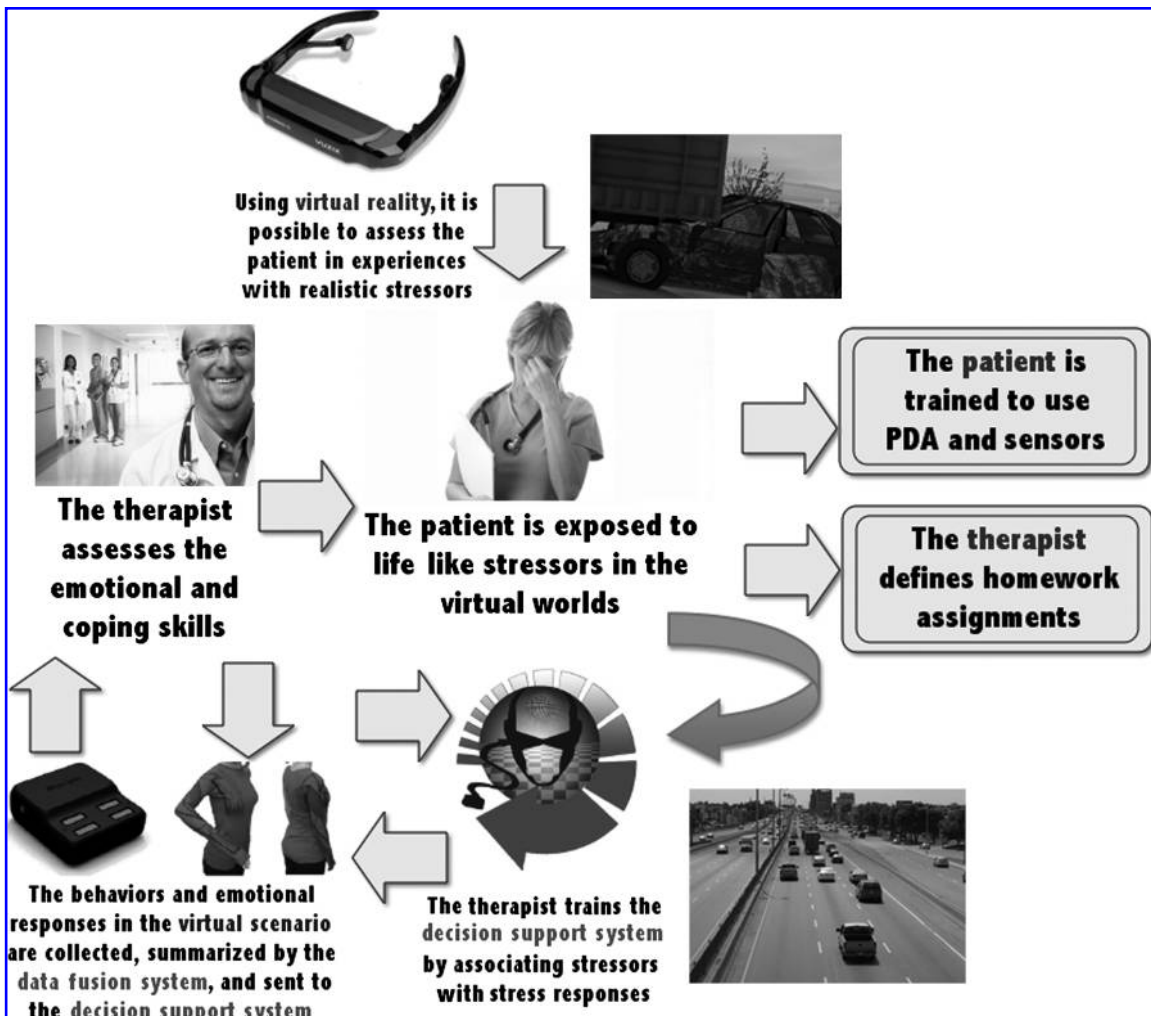 VUZIX
Using virtual reality, it is
possible to assess the
patient in experiences
with realistic stressors
The therapist
assesses the
emotional and
coping skills
The patient is exposed to
life like stressors in the
virtual worlds
The patient is
trained to use
PDA and sensors
The therapist
defines homework
assignments
The behaviors and emotional
responses in the virtual scenario
are collected, summarized by the
data fusion system, and sent to
the decision support system
The therapist trains the
decision support system
by associating stressors
with stress responses